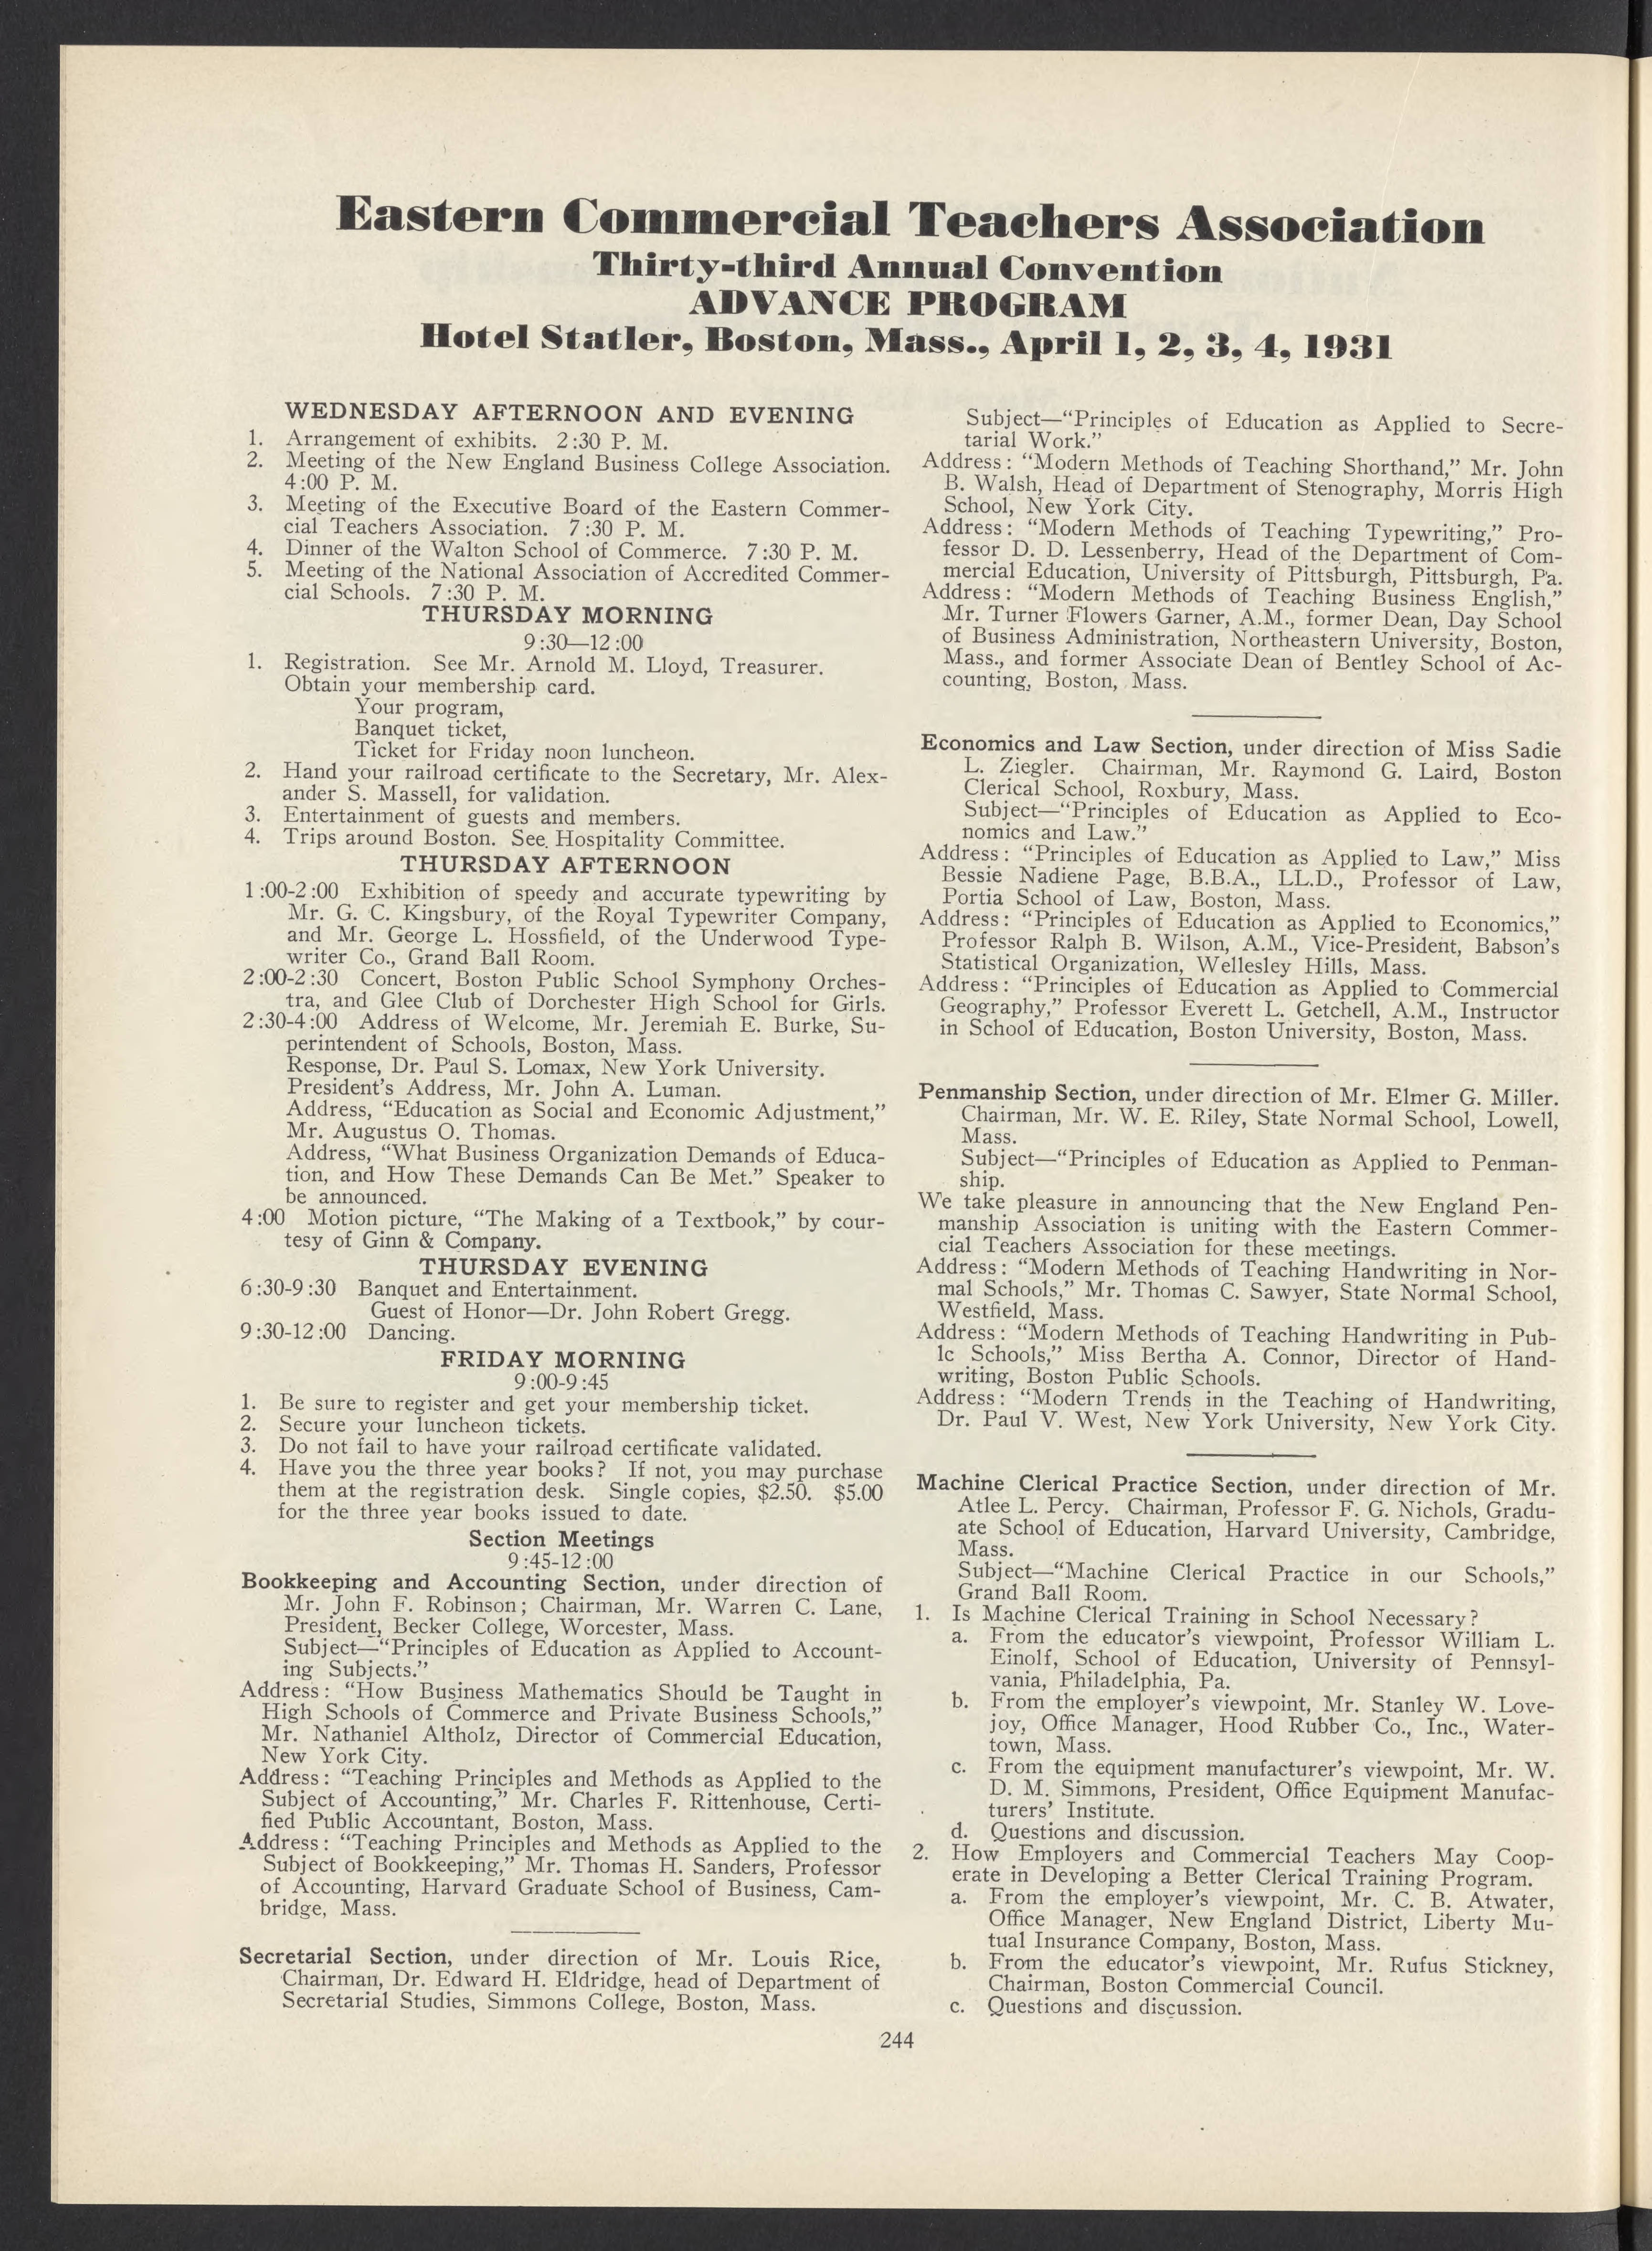 Eastern Commercial Teachers Association
Thirty-third Annual Convention
ADVANCE PROGRAM
Hotel Statler, Boston, Mass., April 1, 2, 3, 4, 1931
WEDNESDAY AFTERNOON AND EVENING
1. Arrangement of exhibits. 2:30 P. M.
2. Meeting of the New England Business College Association.
4:00 P. M.
3. Meeting of the Executive Board of the Eastern Commer-
cial Teachers Association. 7:30 P. M.
4. Dinner of the Walton School of Commerce. 7:30 P. M.
5. Meeting of the National Association of Accredited Commer-
cial Schools. 7:30 P. M.
THURSDAY MORNING
9:30—12:00
1. Registration. See Mr. Arnold M. Lloyd, Treasurer.
Obtain your membership card.
Your program,
Banquet ticket,
Ticket for Friday noon luncheon.
2. Hand your railroad certificate to the Secretary, Mr. Alex-
ander S. Massell, for validation.
3. Entertainment of guests and members.
4. Trips around Boston. See Hospitality Committee.
THURSDAY AFTERNOON
1:00-2:00 Exhibition of speedy and accurate typewriting by
Mr. G. C. Kingsbury, of the Royal Typewriter Company,
and Mr. George L. Hossfield, of the Underwood Type-
writer Co., Grand Ball Room.
2:00-2:30 Concert, Boston Public School Symphony Orches-
tra, and Glee Club of Dorchester High School for Girls.
2:30-4:00 Address of Welcome, Mr. Jeremiah E. Burke, Su-
perintendent of Schools, Boston, Mass.
Response, Dr. Paul S. Lomax, New York University.
President's Address, Mr. John A. Luman.
Address, "Education as Social and Economic Adjustment,"
Mr. Augustus O. Thomas.
Address, "What Business Organization Demands of Educa-
tion, and How These Demands Can Be Met." Speaker to
be announced.
4:00 Motion picture, "The Making of a Textbook," by cour-
tesy of Ginn & Company.
THURSDAY EVENING
6:30-9:30 Banquet and Entertainment.
Guest of Honor—Dr. John Robert Gregg.
9:30-12:00 Dancing.
FRIDAY MORNING
9:00-9:45
1. Be sure to register and get your membership ticket.
2. Secure your luncheon tickets.
3. Do not fail to have your railroad certificate validated.
4. Have you the three year books? If not, you may purchase
them at the registration desk. Single copies, $2.50. $5.00
for the three year books issued to date.
Section Meetings
9:45-12:00
Bookkeeping and Accounting Section, under direction of
Mr. John F. Robinson; Chairman, Mr. Warren C. Lane,
President, Becker College, Worcester, Mass.
Subject—"Principles of Education as Applied to Account-
ing Subjects."
Address: "How Business Mathematics Should be Taught in
High Schools of Commerce and Private Business Schools,"
Mr. Nathaniel Altholz, Director of Commercial Education,
New York City.
Address: "Teaching Principles and Methods as Applied to the
Subject of Accounting," Mr. Charles F. Rittenhouse, Certi-
fied Public Accountant, Boston, Mass.
Address: "Teaching Principles and Methods as Applied to the
Subject of Bookkeeping," Mr. Thomas H. Sanders, Professor
of Accounting, Harvard Graduate School of Business, Cam-
bridge, Mass.
Secretarial Section, under direction of Mr. Louis Rice,
Chairman, Dr. Edward H. Eldridge, head of Department of
Secretarial Studies, Simmons College, Boston, Mass.
Subject—"Principles of Education as Applied to Secre-
tarial Work."
Address: "Modern Methods of Teaching Shorthand," Mr. John
B. Walsh, Head of Department of Stenography, Morris High
School, New York City.
Address: "Modern Methods of Teaching Typewriting," Pro-
fessor D. D. Lessenberry, Head of the Department of Com-
mercial Education, University of Pittsburgh, Pittsburgh, Pa.
Address: "Modern Methods of Teaching Business English,"
Mr. Turner Flowers Garner, A.M., former Dean, Day School
of Business Administration, Northeastern University, Boston,
Mass., and former Associate Dean of Bentley School of Ac-
counting, Boston, Mass.
Economics and Law Section, under direction of Miss Sadie
L. Ziegler. Chairman, Mr. Raymond G. Laird, Boston
Clerical School, Roxbury, Mass.
Subject—"Principles of Education as Applied to Eco-
nomics and Law."
Address: "Principles of Education as Applied to Law," Miss
Bessie Nadiene Page, B.B.A., LL.D., Professor of Law,
Portia School of Law, Boston, Mass.
Address: "Principles of Education as Applied to Economics,"
Professor Ralph B. Wilson, A.M., Vice-President, Babson's
Statistical Organization, Wellesley Hills, Mass.
Address: "Principles of Education as Applied to Commercial
Geography," Professor Everett L. Getchell, A.M., Instructor
in School of Education, Boston University, Boston, Mass.
Penmanship Section, under direction of Mr. Elmer G. Miller.
Chairman, Mr. W. E. Riley, State Normal School, Lowell,
Mass.
Subject—"Principles of Education as Applied to Penman-
ship.
We take pleasure in announcing that the New England Pen-
manship Association is uniting with the Eastern Commer-
cial Teachers Association for these meetings.
Address: "Modern Methods of Teaching Handwriting in Nor-
mal Schools," Mr. Thomas C. Sawyer, State Normal School,
Westfield, Mass.
Address: "Modern Methods of Teaching Handwriting in Pub-
lc Schools," Miss Bertha A. Connor, Director of Hand-
writing, Boston Public Schools.
Address: "Modern Trends in the Teaching of Handwriting,
Dr. Paul V. West, New York University, New York City.
Machine Clerical Practice Section, under direction of Mr.
Atlee L. Percy. Chairman, Professor F. G. Nichols, Gradu-
ate School of Education, Harvard University, Cambridge,
Mass.
Subject—"Machine Clerical Practice in our Schools,"
Grand Ball Room.
1. Is Machine Clerical Training in School Necessary?
a. From the educator's viewpoint, Professor William L.
Einolf, School of Education, University of Pennsyl-
vania, Philadelphia, Pa.
b. From the employer's viewpoint, Mr. Stanley W. Love-
joy, Office Manager, Hood Rubber Co., Inc., Water-
town, Mass.
c. From the equipment manufacturer's viewpoint, Mr. W.
D. M. Simmons, President, Office Equipment Manufac-
turers' Institute.
d. Questions and discussion.
2. How Employers and Commercial Teachers May Coop-
erate in Developing a Better Clerical Training Program.
a. From the employer's viewpoint, Mr. C. B. Atwater,
Office Manager, New England District, Liberty Mu-
tual Insurance Company, Boston, Mass.
b. From the educator's viewpoint, Mr. Rufus Stickney,
Chairman, Boston Commercial Council.
c. Questions and discussion.
244